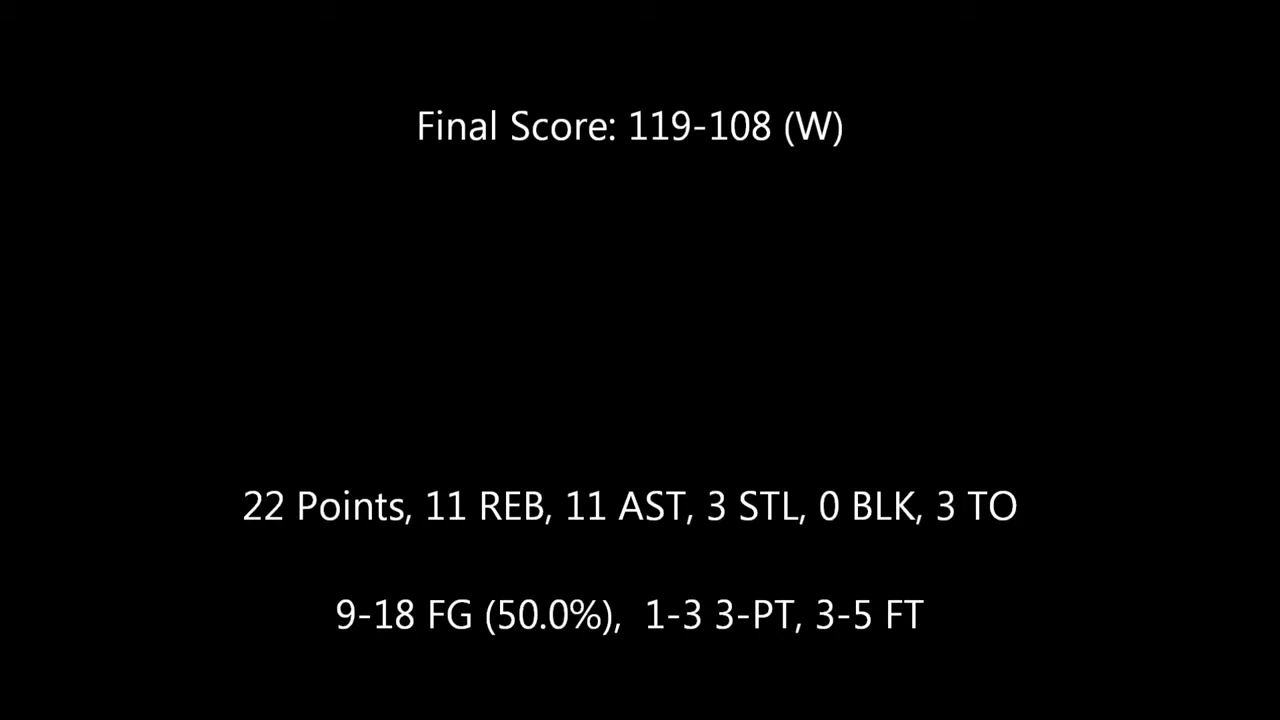 Final Score: 119-108 (W)
22 Points, 11 REB, 11 AST, 3 STL, 0 BLK, 3 TO
9-18 FG (50.0%),  1-3 3-PT, 3-5 FT